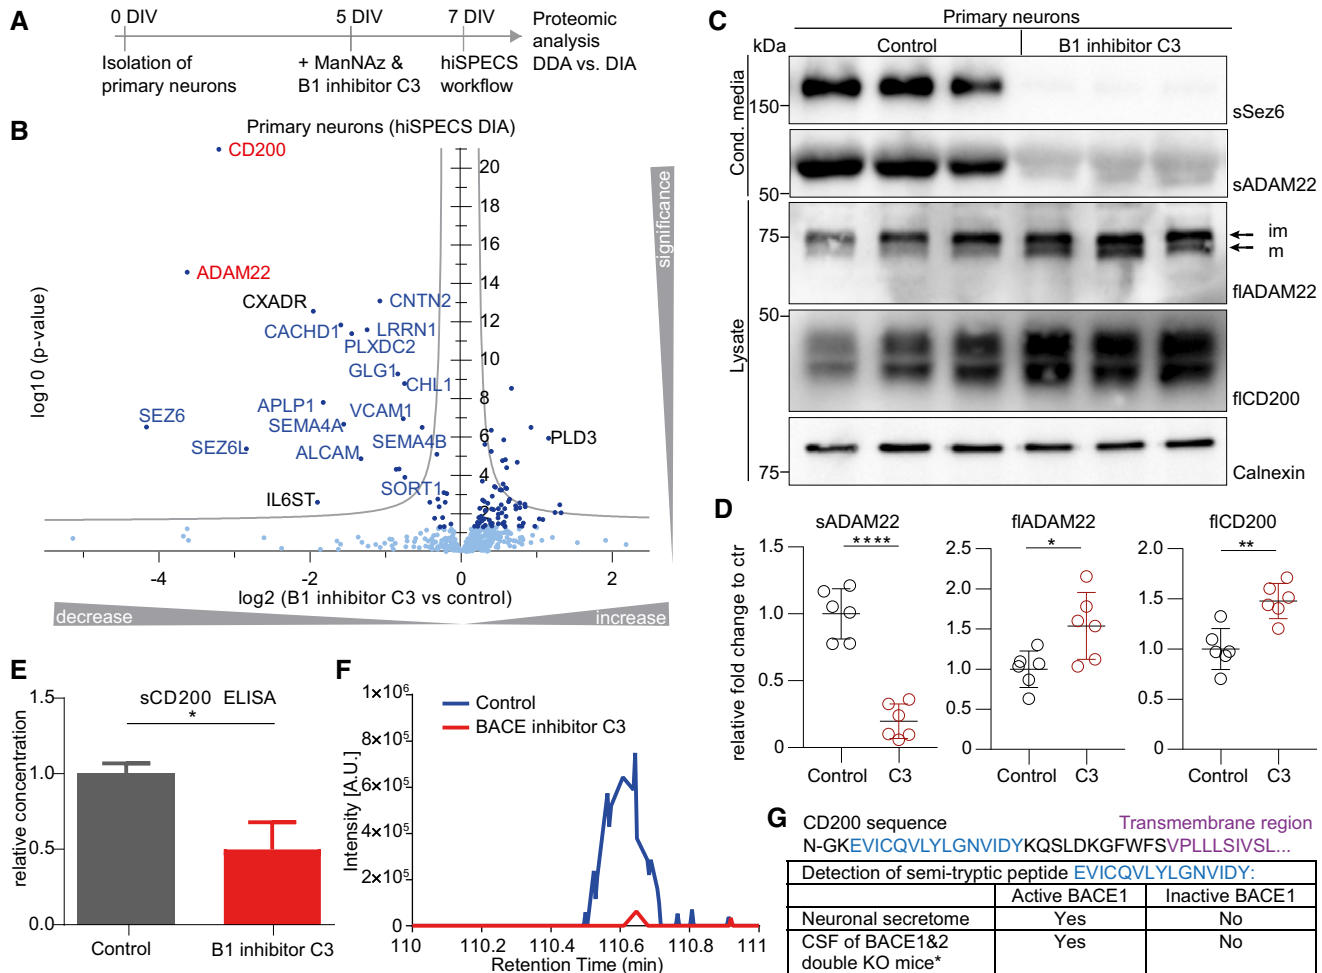 A
0 DIV
5 DIV
7 DIV
Isolation of
primary neurons
+ ManNAz &
B1 inhibitor C3
hiSPECS
workflow
Proteomic
analysis
DDA vs. DIA
B
Primary neurons (hiSPECS DIA)
log10 (p-value)
20
18
16
14
12
10
8
6
4
2
CD200
ADAM22
CXADR
CNTN2
CACHD1
LRRN1
PLXDC2
GLG1
CHL1
APLP1
VCAM1
SEZ6
SEMA4A
SEZ6L
SEMA4B
ALCAM
PLD3
SORT1
IL6ST
-4
-2
0
2
log2 (B1 inhibitor C3 vs control)
decrease
increase
significance
C
Primary neurons
kDa
Control
B1 inhibitor C3
Cond. media
Lysate
150
sSez6
50
sADAM22
75
im
m
flADAM22
50
flCD200
75
Calnexin
D
relative fold change to ctr
sADAM22
****
1.5
1.0
0.5
0
Control
C3
flADAM22
*
2.5
2.0
1.5
1.0
0.5
0
Control
C3
flCD200
**
2.0
1.5
1.0
0.5
0
Control
C3
E
sCD200 ELISA
*
relative concentration
1.5
1.0
0.5
0.0
Control
B1 inhibitor C3
F
Intensity [A.U.]
1×10⁶
8×10⁵
6×10⁵
4×10⁵
2×10⁵
0
Control
BACE inhibitor C3
110
110.2
110.4
110.6
110.8
111
Retention Time (min)
G
CD200 sequence
Transmembrane region
N-GKEVICQVLYLGNVIDYKQSLDKGFWFSVPLLLSIVSL...
Detection of semi-tryptic peptide EVICQVLYLGNVIDY:
Active BACE1
Inactive BACE1
Neuronal secretome
Yes
No
CSF of BACE1&2
double KO mice*
Yes
No